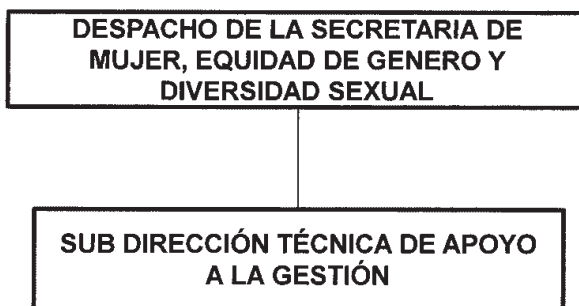 DESPACHO DE LA SECRETARIA DE
MUJER, EQUIDAD DE GENERO Y
DIVERSIDAD SEXUAL
SUB DIRECCIÓN TÉCNICA DE APOYO
A LA GESTIÓN